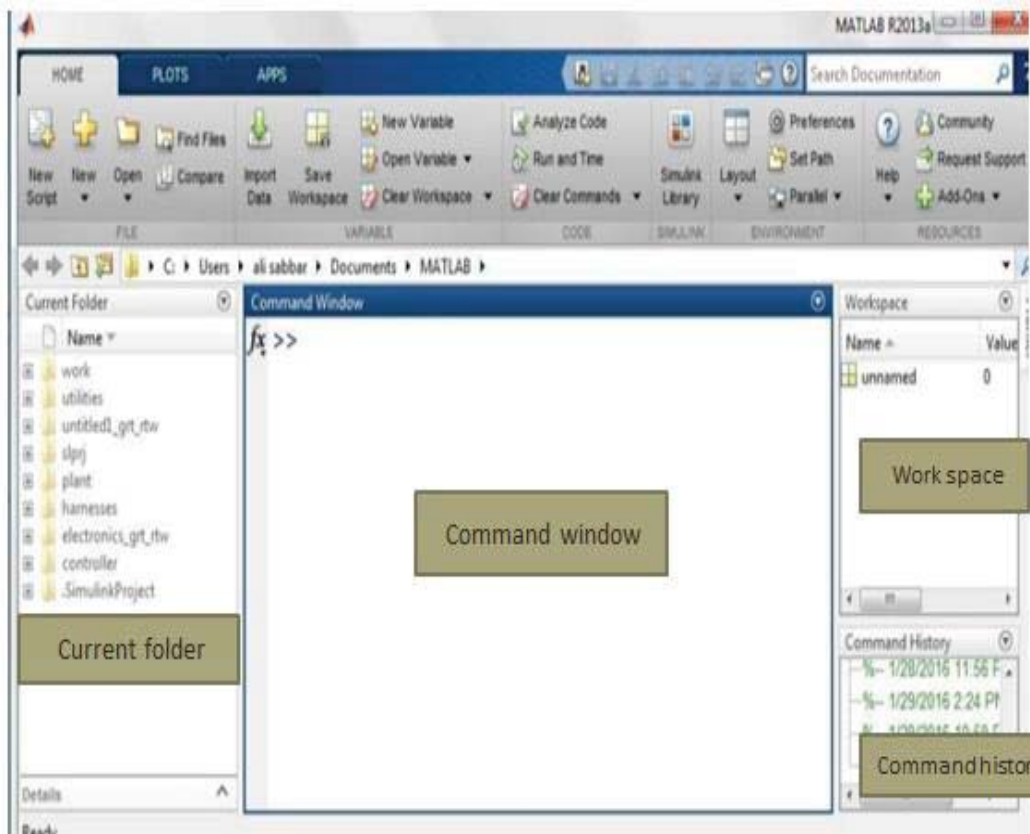 MATLAB R2013a
HOME PLOTS APPS Search Documentation
New Script New Open Find Files Compare Import Data Save Workspace New Variable Open Variable Clear Workspace Analyze Code Run and Time Clear Commands Simulink Library Layout Preferences Set Path Parallel Help Community Request Support Add-Ons
FILE VARIABLE CODE SIMULINK ENVIRONMENT RESOURCES
C: Users ali sabbar Documents MATLAB
Current Folder
Name
work
utilities
untitled1_grt_rtw
slprj
plant
harnesses
electronics_grt_rtw
controller
.SimulinkProject
Current folder
Details
Ready
Command Window
fx >>
Command window
Workspace
Name Value
unnamed 0
Work space
Command History
%-- 1/28/2016 11:56 P
%-- 1/29/2016 2:24 PM
Commandhistor